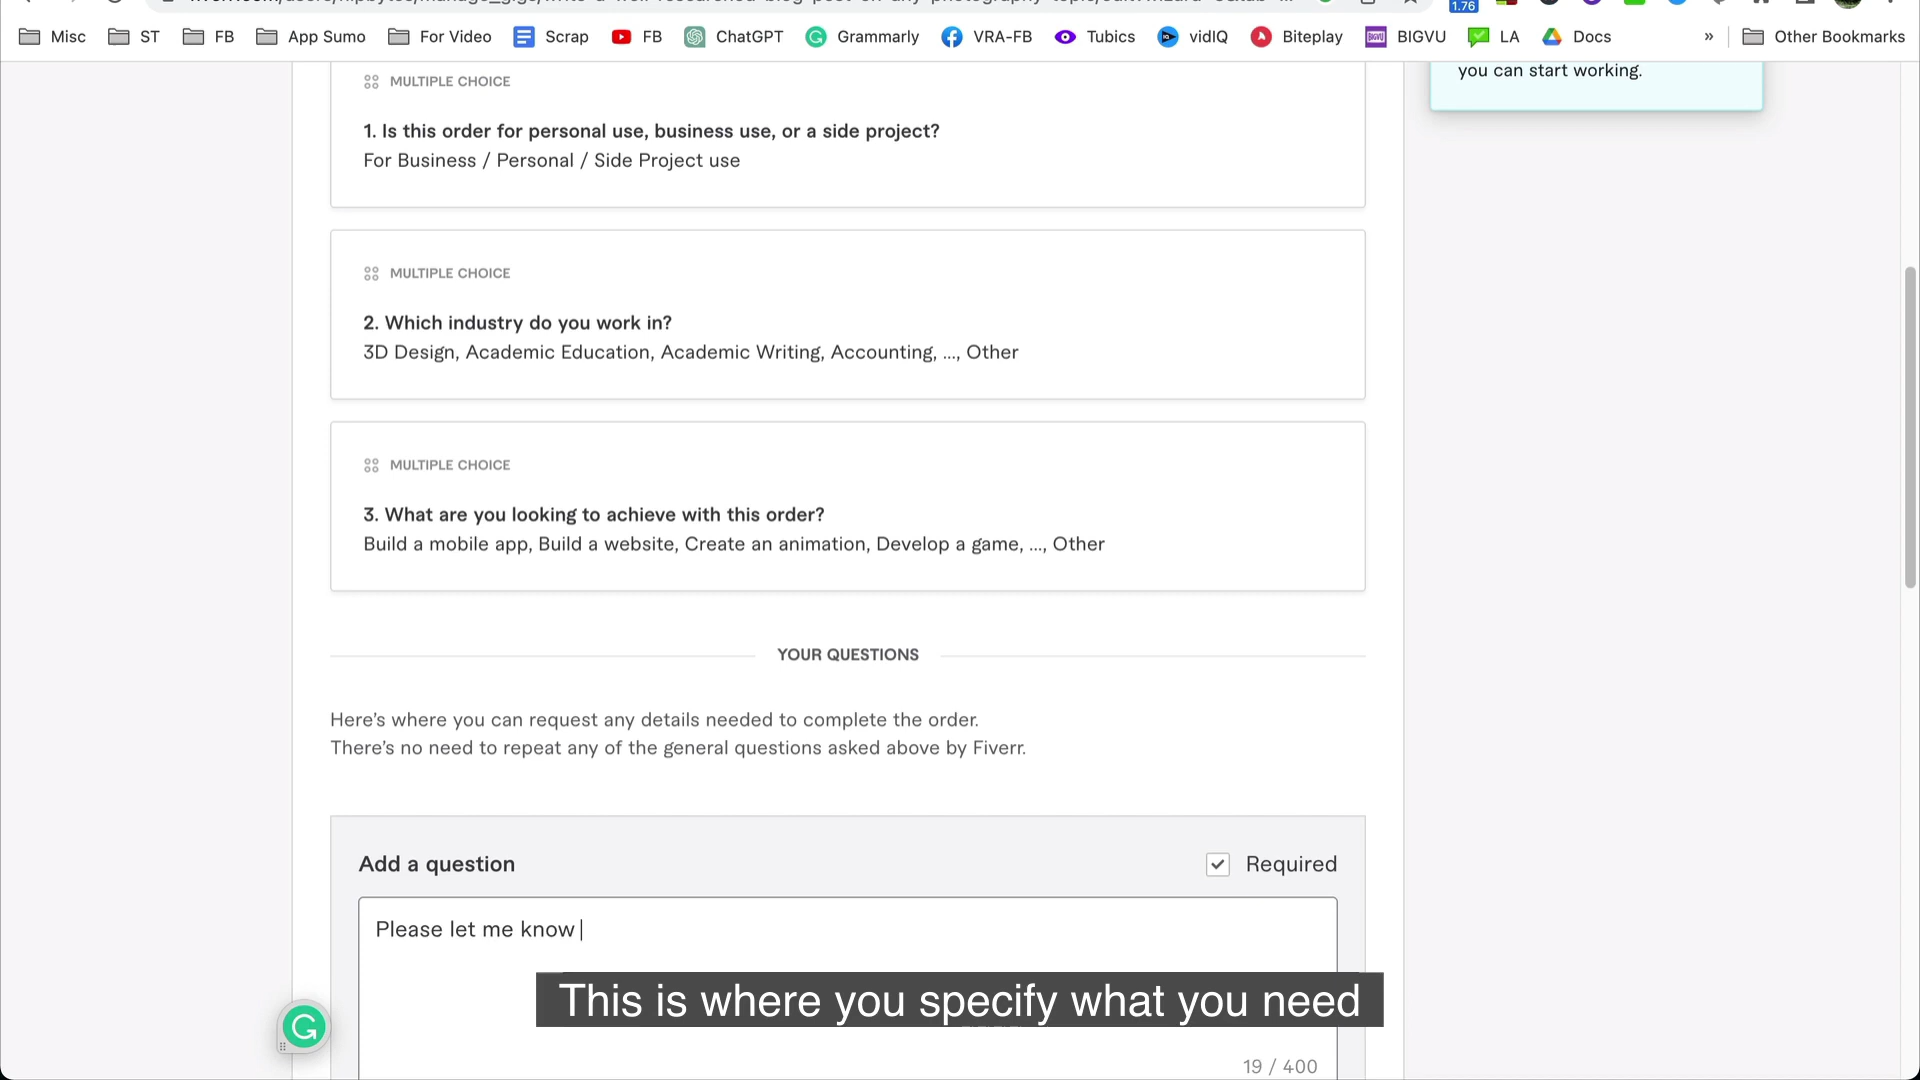 1.76
Misc ST FB App Sumo For Video Scrap FB ChatGPT Grammarly VRA-FB Tubics vidIQ Biteplay BIGVU LA Docs » Other Bookmarks
you can start working.
MULTIPLE CHOICE
1. Is this order for personal use, business use, or a side project?
For Business / Personal / Side Project use
MULTIPLE CHOICE
2. Which industry do you work in?
3D Design, Academic Education, Academic Writing, Accounting, ..., Other
MULTIPLE CHOICE
3. What are you looking to achieve with this order?
Build a mobile app, Build a website, Create an animation, Develop a game, ..., Other
YOUR QUESTIONS
Here's where you can request any details needed to complete the order.
There's no need to repeat any of the general questions asked above by Fiverr.
Add a question
Required
Please let me know
This is where you specify what you need
19 / 400